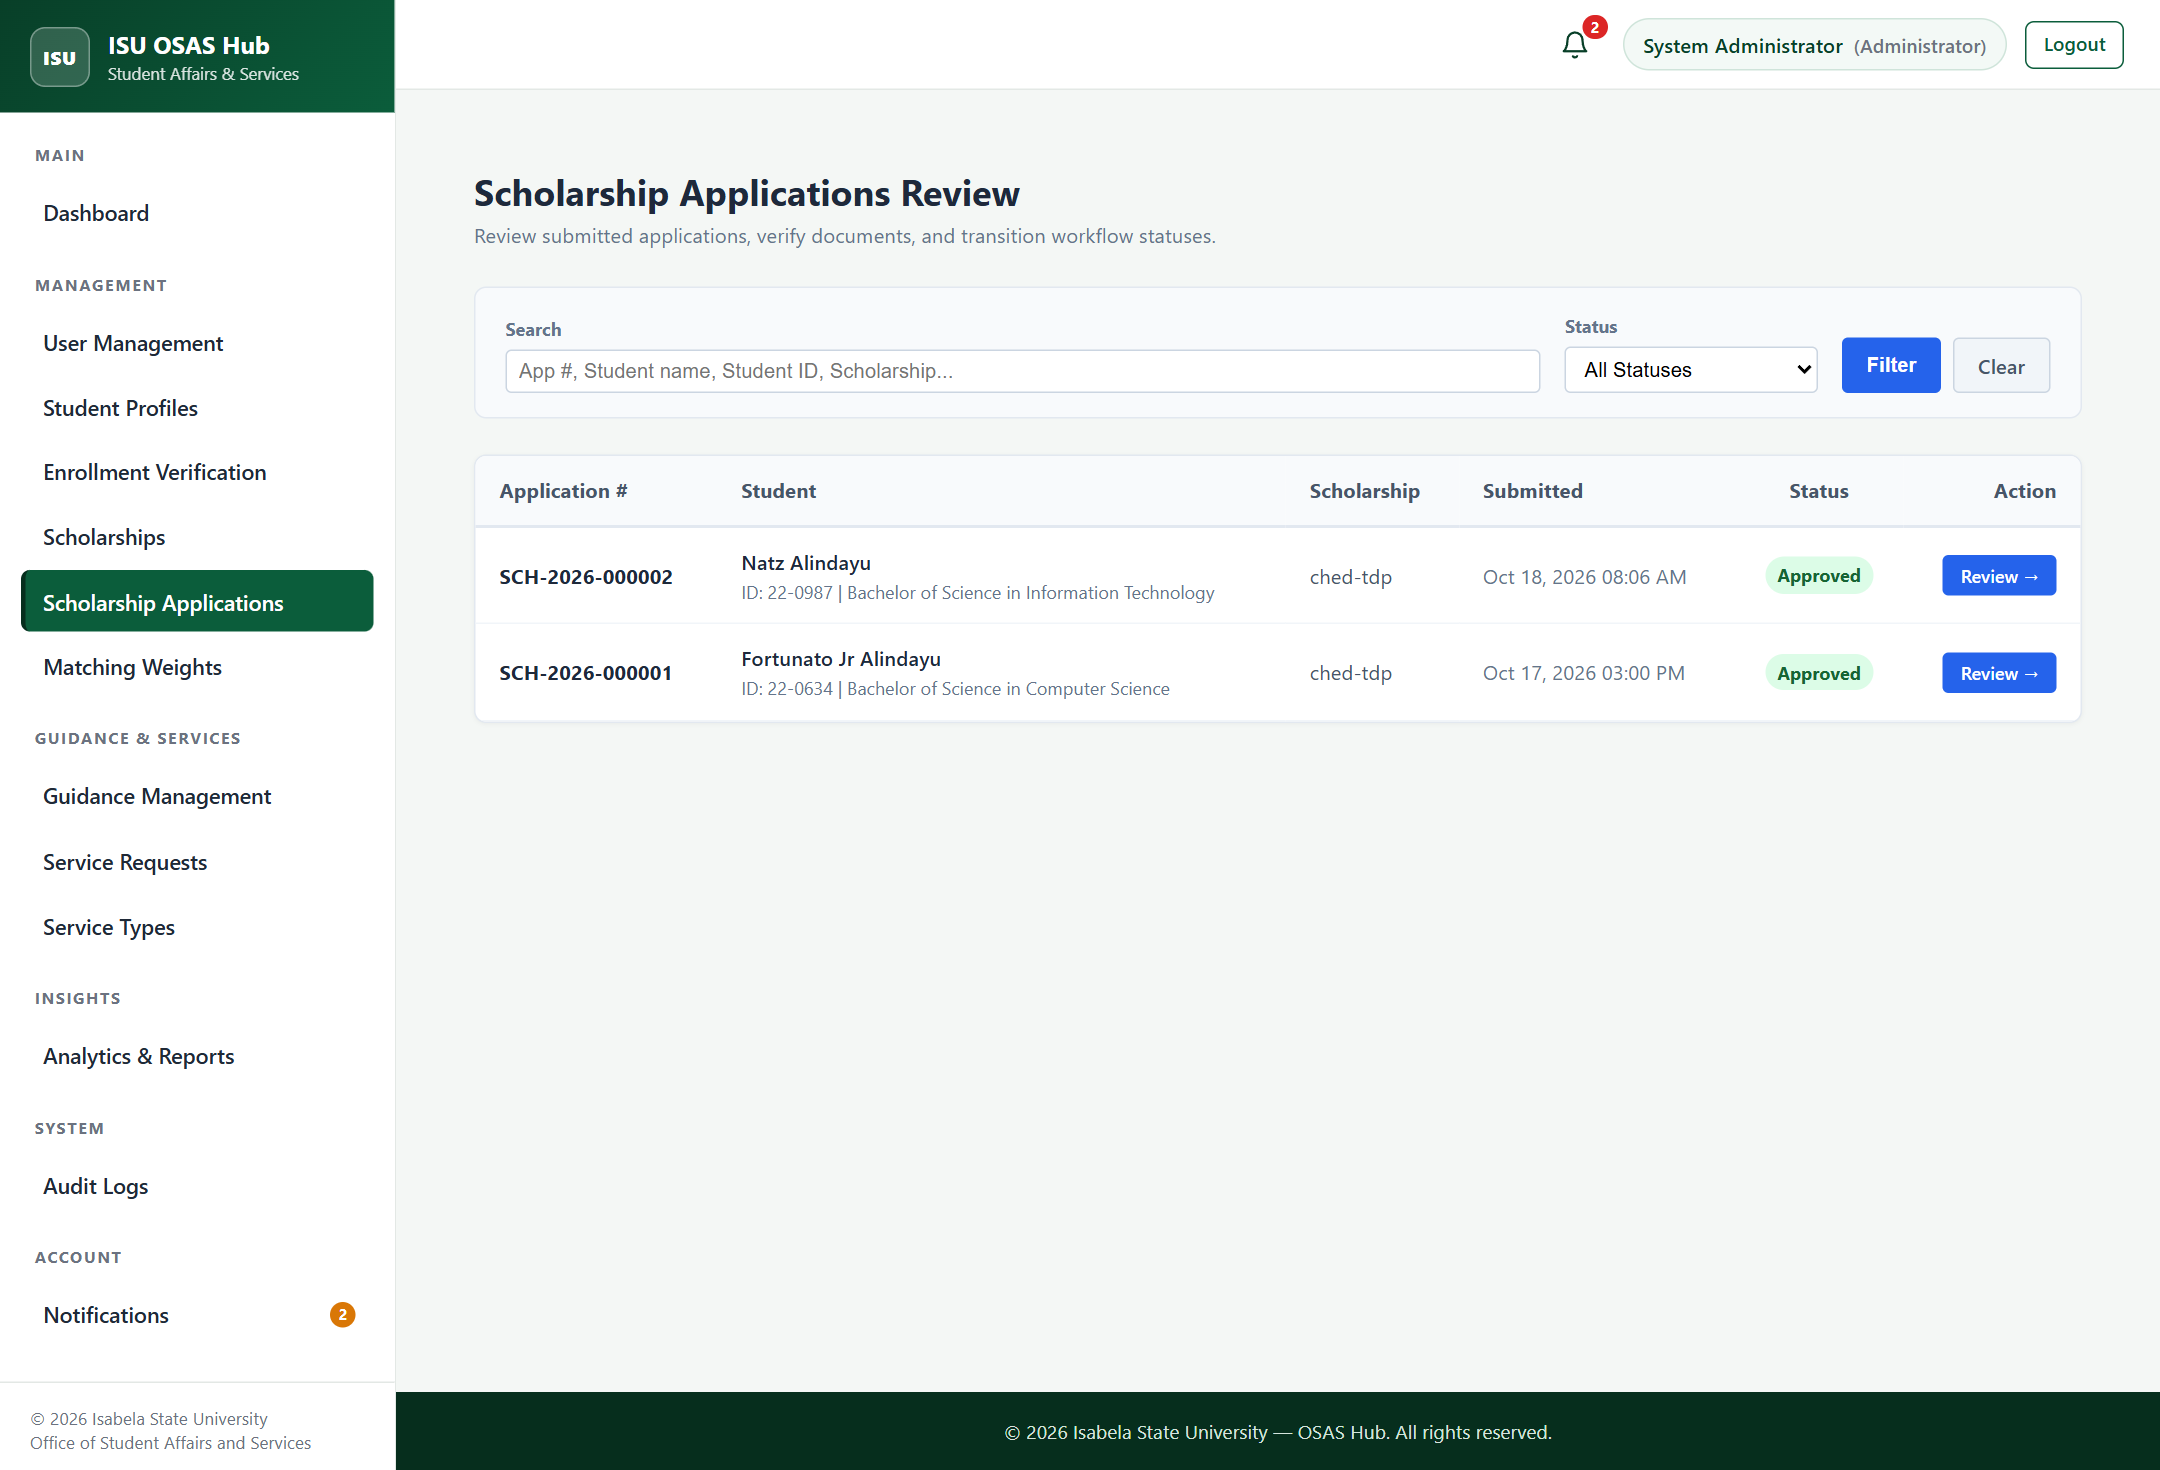 ISU
ISU OSAS Hub
Student Affairs & Services
2
System Administrator (Administrator)
Logout
MAIN
Dashboard
MANAGEMENT
User Management
Student Profiles
Enrollment Verification
Scholarships
Scholarship Applications
Matching Weights
GUIDANCE & SERVICES
Guidance Management
Service Requests
Service Types
INSIGHTS
Analytics & Reports
SYSTEM
Audit Logs
ACCOUNT
Notifications 2
© 2026 Isabela State University
Office of Student Affairs and Services
Scholarship Applications Review
Review submitted applications, verify documents, and transition workflow statuses.
Search
App #, Student name, Student ID, Scholarship...
Status
All Statuses
Filter
Clear
Application # Student Scholarship Submitted Status Action
SCH-2026-000002 Natz Alindayu ched-tdp Oct 18, 2026 08:06 AM Approved Review →
ID: 22-0987 | Bachelor of Science in Information Technology
SCH-2026-000001 Fortunato Jr Alindayu ched-tdp Oct 17, 2026 03:00 PM Approved Review →
ID: 22-0634 | Bachelor of Science in Computer Science
© 2026 Isabela State University — OSAS Hub. All rights reserved.